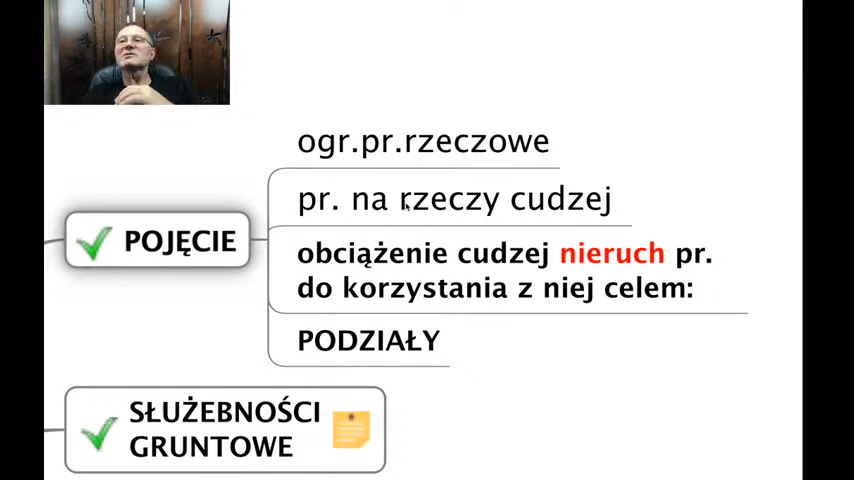 ogr.pr.rzeczowe
pr. na rzeczy cudzej
POJĘCIE
obciążenie cudzej nieruch pr.
do korzystania z niej celem:
PODZIAŁY
SŁUŻEBNOŚCI
GRUNTOWE